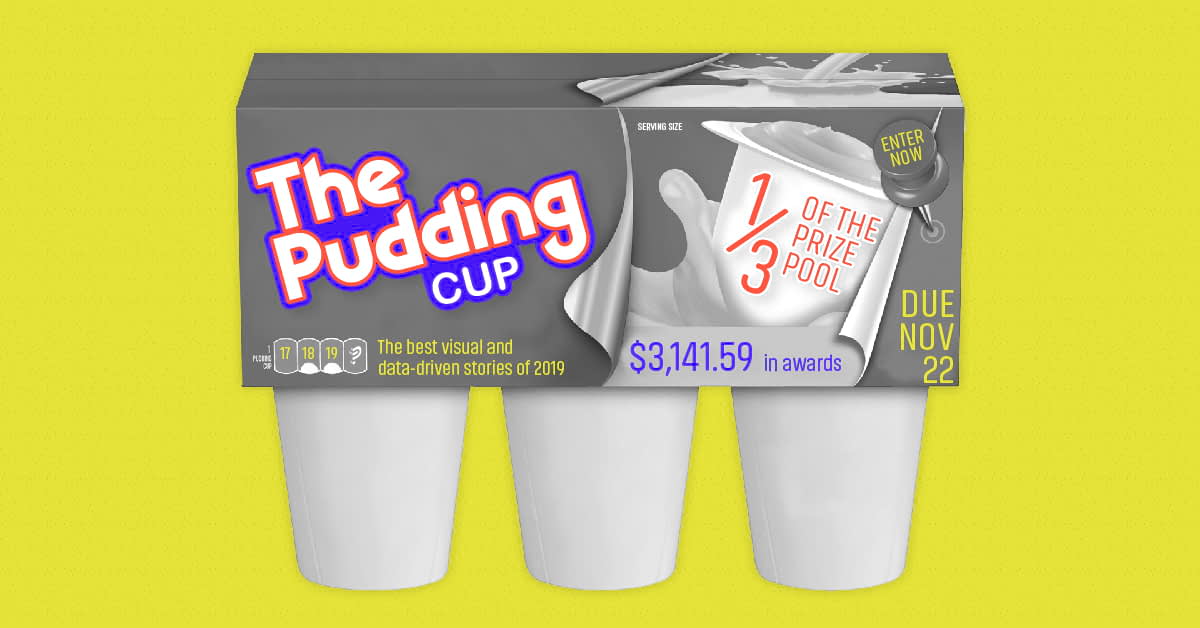 The
Pudding
CUP
SERVING SIZE
1/3
OF THE
PRIZE
POOL
ENTER
NOW
DUE
NOV
22
1
PUDDING
CUP
17 18 19 ?
The best visual and
data-driven stories of 2019
$3,141.59 in awards